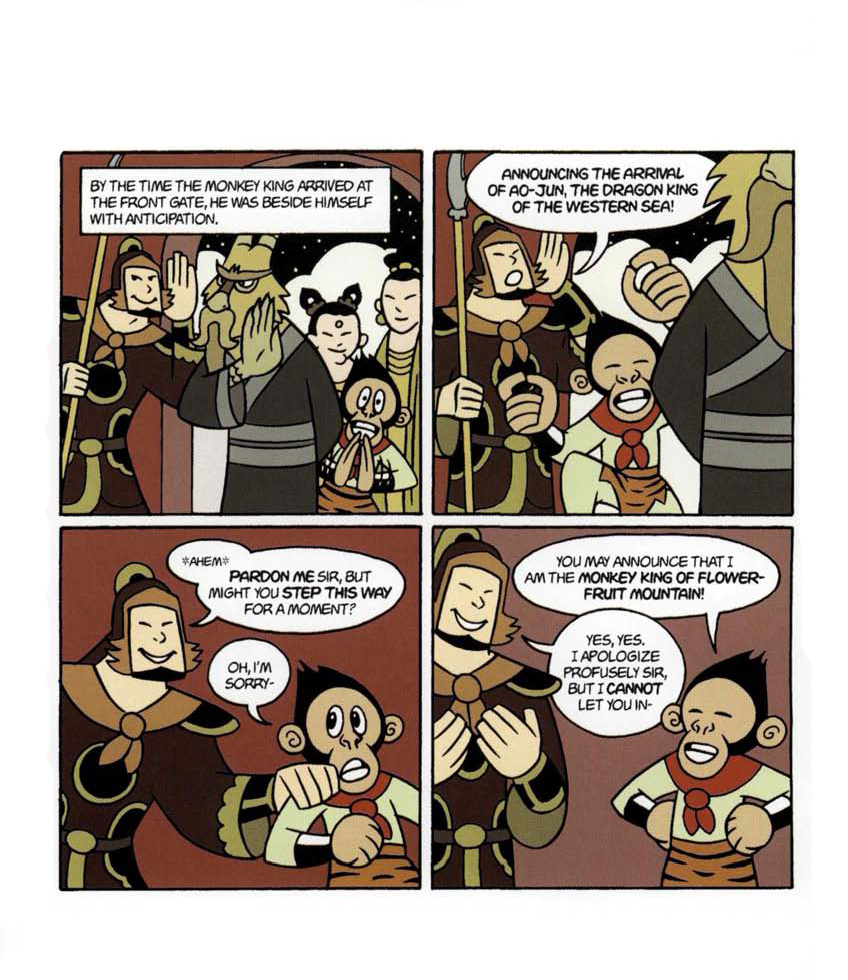 BY THE TIME THE MONKEY KING ARRIVED AT
THE FRONT GATE, HE WAS BESIDE HIMSELF
WITH ANTICIPATION.
ANNOUNCING THE ARRIVAL
OF AO-JUN, THE DRAGON KING
OF THE WESTERN SEA!
*AHEM*
PARDON ME SIR, BUT
MIGHT YOU STEP THIS WAY
FOR A MOMENT?
OH, I'M
SORRY-
YOU MAY ANNOUNCE THAT I
AM THE MONKEY KING OF FLOWER-
FRUIT MOUNTAIN!
YES, YES.
I APOLOGIZE
PROFUSELY SIR,
BUT I CANNOT
LET YOU IN-